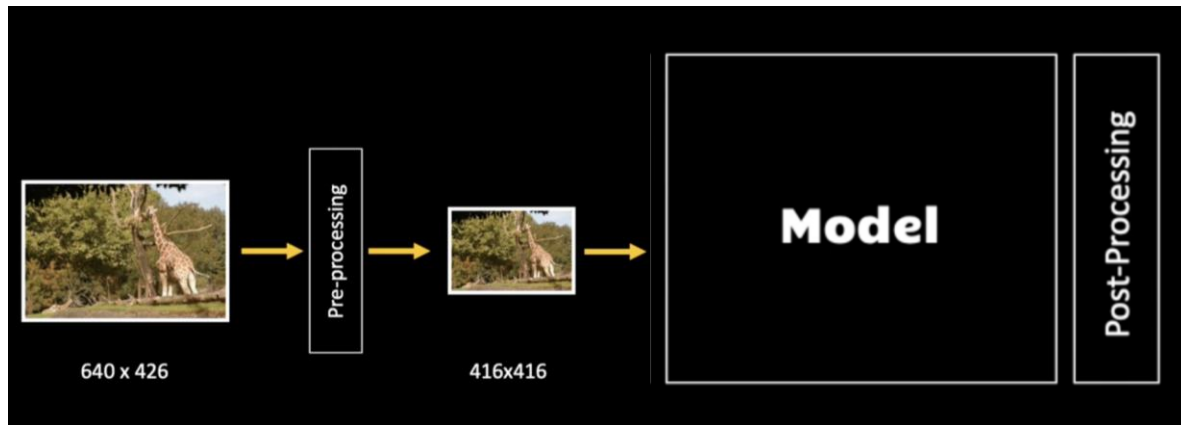 640 x 426
Pre-processing
416x416
Model
Post-Processing